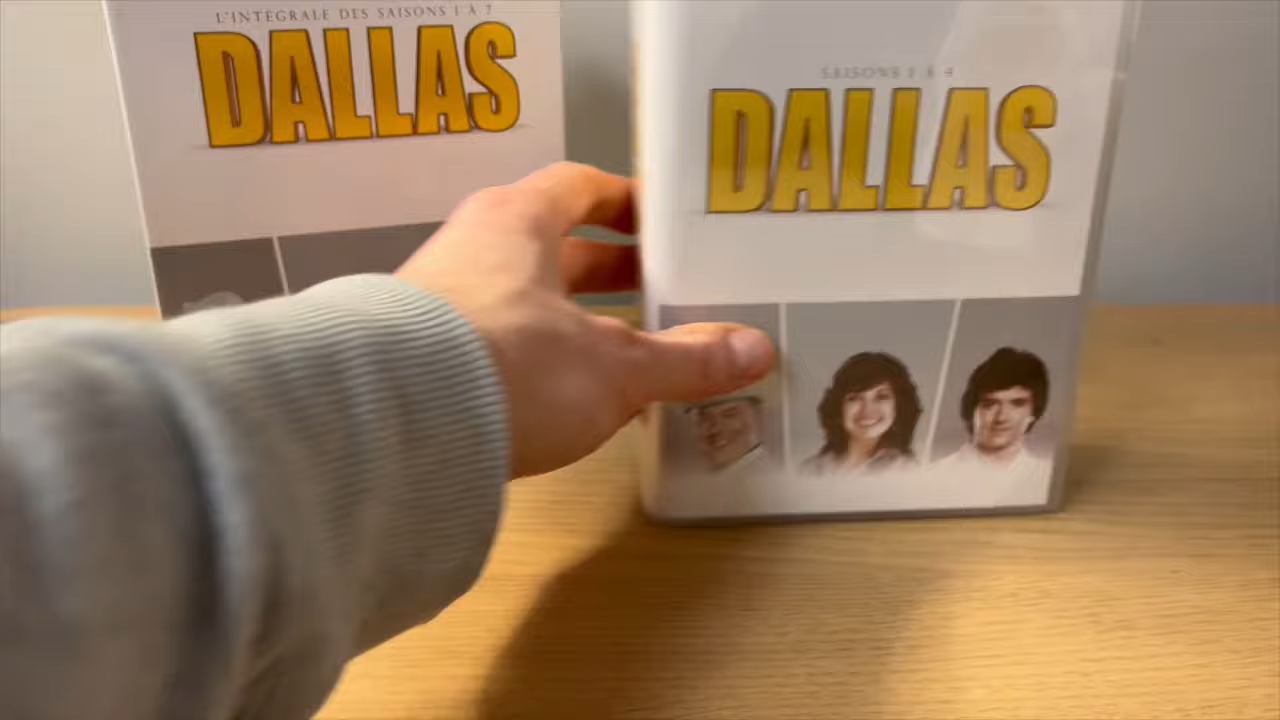 L'INTÉGRALE DES SAISONS 1 À 7
DALLAS
SAISONS 1 À 4
DALLAS